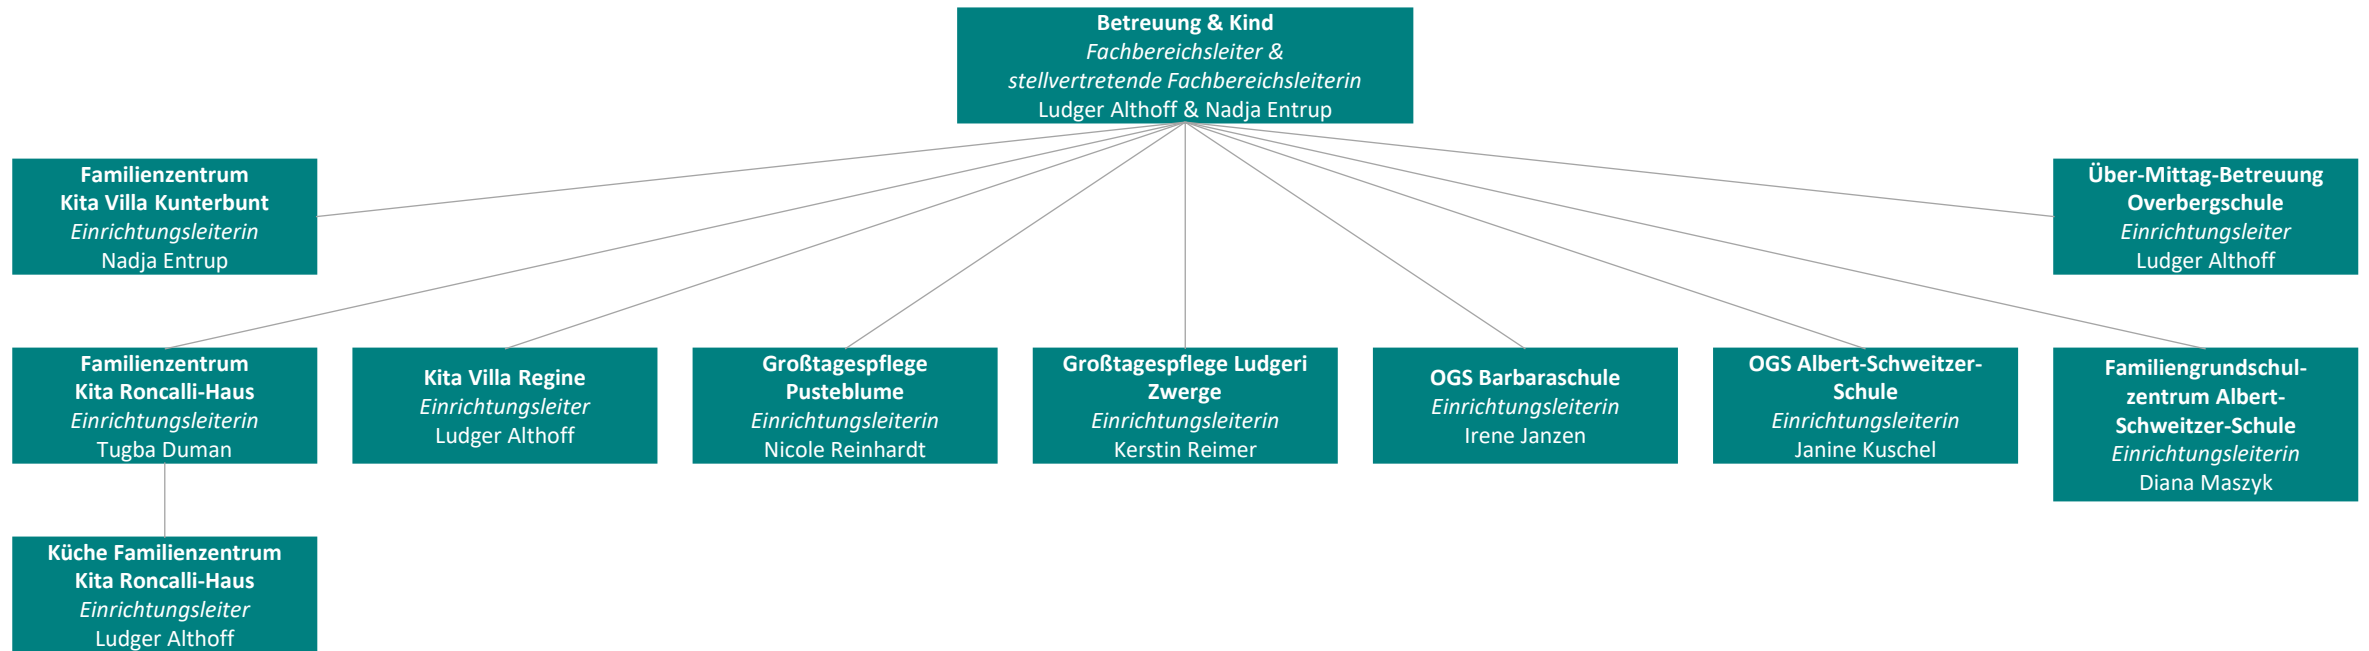 Betreuung & Kind
Fachbereichsleiter &
stellvertretende Fachbereichsleiterin
Ludger Althoff & Nadja Entrup
Familienzentrum
Kita Villa Kunterbunt
Einrichtungsleiterin
Nadja Entrup
Über-Mittag-Betreuung
Overbergschule
Einrichtungsleiter
Ludger Althoff
Familienzentrum
Kita Roncalli-Haus
Einrichtungsleiterin
Tugba Duman
Kita Villa Regine
Einrichtungsleiter
Ludger Althoff
Großtagespflege
Pusteblume
Einrichtungsleiterin
Nicole Reinhardt
Großtagespflege Ludgeri
Zwerge
Einrichtungsleiterin
Kerstin Reimer
OGS Barbaraschule
Einrichtungsleiterin
Irene Janzen
OGS Albert-Schweitzer-
Schule
Einrichtungsleiterin
Janine Kuschel
Familiengrundschul-
zentrum Albert-
Schweitzer-Schule
Einrichtungsleiterin
Diana Maszyk
Küche Familienzentrum
Kita Roncalli-Haus
Einrichtungsleiter
Ludger Althoff